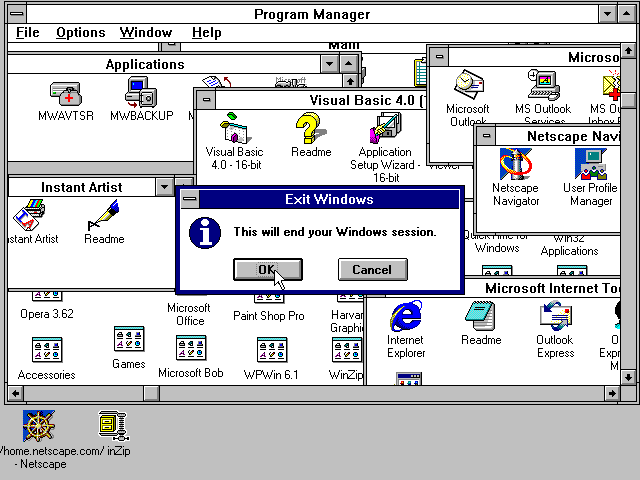 Program Manager
File Options Window Help
Main
Applications
Microso
MWAVTSR
MWBACKUP
Microsoft
Outlook
MS Outlook
Services
MS Ou
Inbox
Visual Basic 4.0 (
Visual Basic
4.0 - 16-bit
Readme
Application
Setup Wizard -
16-bit
Viewer
Netscape Navi
Netscape
Navigator
User Profile
Manager
Instant Artist
nstant Artist
Readme
Exit Windows
This will end your Windows session.
OK
Cancel
QuickTime for
Windows
Win32
Applications
Opera 3.62
Microsoft
Office
Paint Shop Pro
Harvar
Graphi
Microsoft Internet Too
Internet
Explorer
Readme
Outlook
Express
Ou
Expre
M
Accessories
Games
Microsoft Bob
WPWin 6.1
WinZip
/home.netscape.com/
- Netscape
inZip